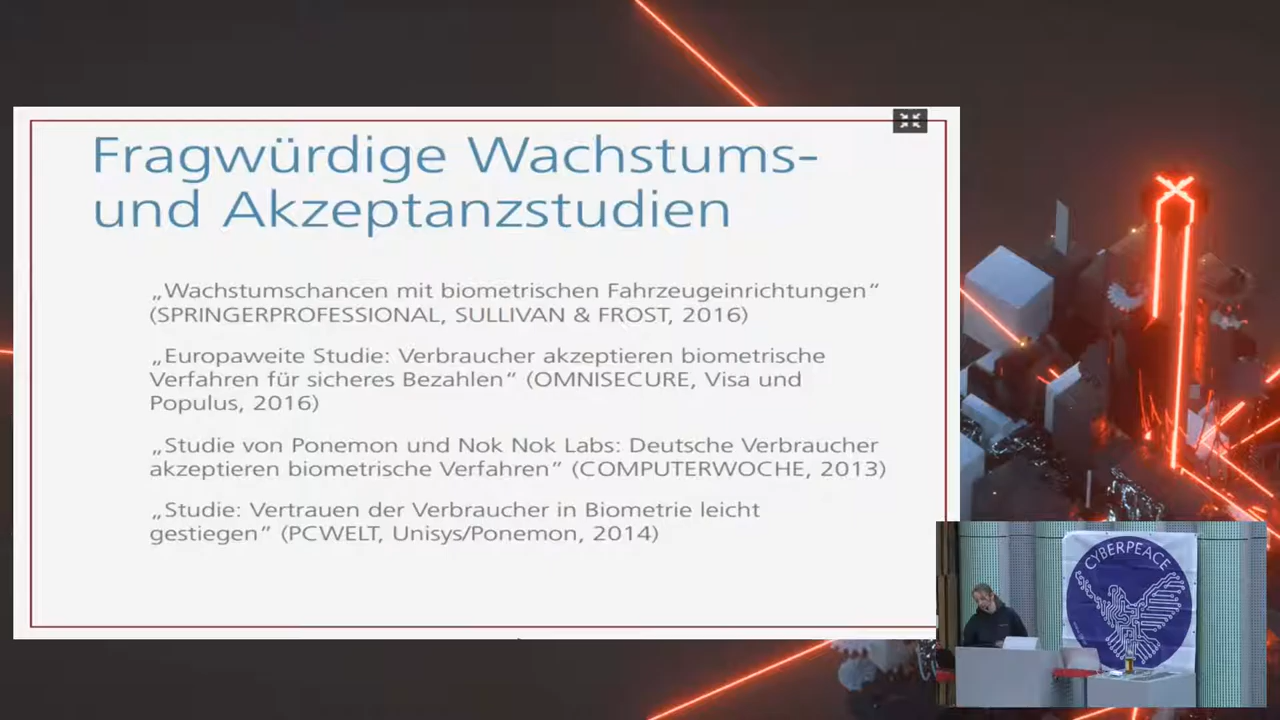 Fragwürdige Wachstums-
und Akzeptanzstudien
„Wachstumschancen mit biometrischen Fahrzeugeinrichtungen“
(SPRINGERPROFESSIONAL, SULLIVAN & FROST, 2016)
„Europaweite Studie: Verbraucher akzeptieren biometrische
Verfahren für sicheres Bezahlen“ (OMNISECURE, Visa und
Populus, 2016)
„Studie von Ponemon und Nok Nok Labs: Deutsche Verbraucher
akzeptieren biometrische Verfahren” (COMPUTERWOCHE, 2013)
„Studie: Vertrauen der Verbraucher in Biometrie leicht
gestiegen” (PCWELT, Unisys/Ponemon, 2014)
CYBERPEACE